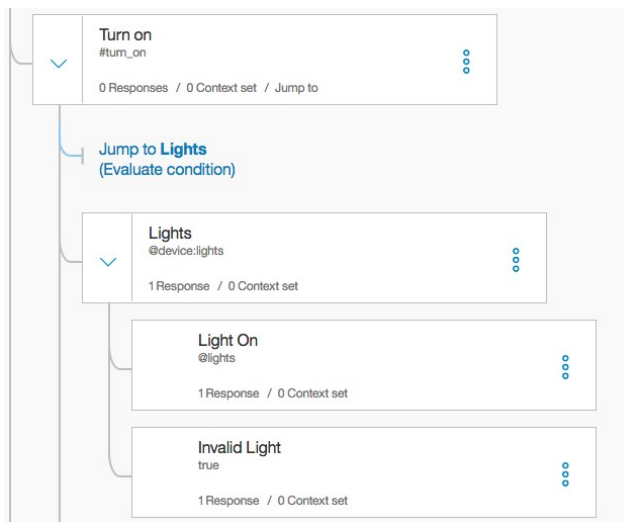 Turn on
#turn_on
0 Responses / 0 Context set / Jump to
Jump to Lights
(Evaluate condition)
Lights
@device:lights
1 Response / 0 Context set
Light On
@lights
1 Response / 0 Context set
Invalid Light
true
1 Response / 0 Context set